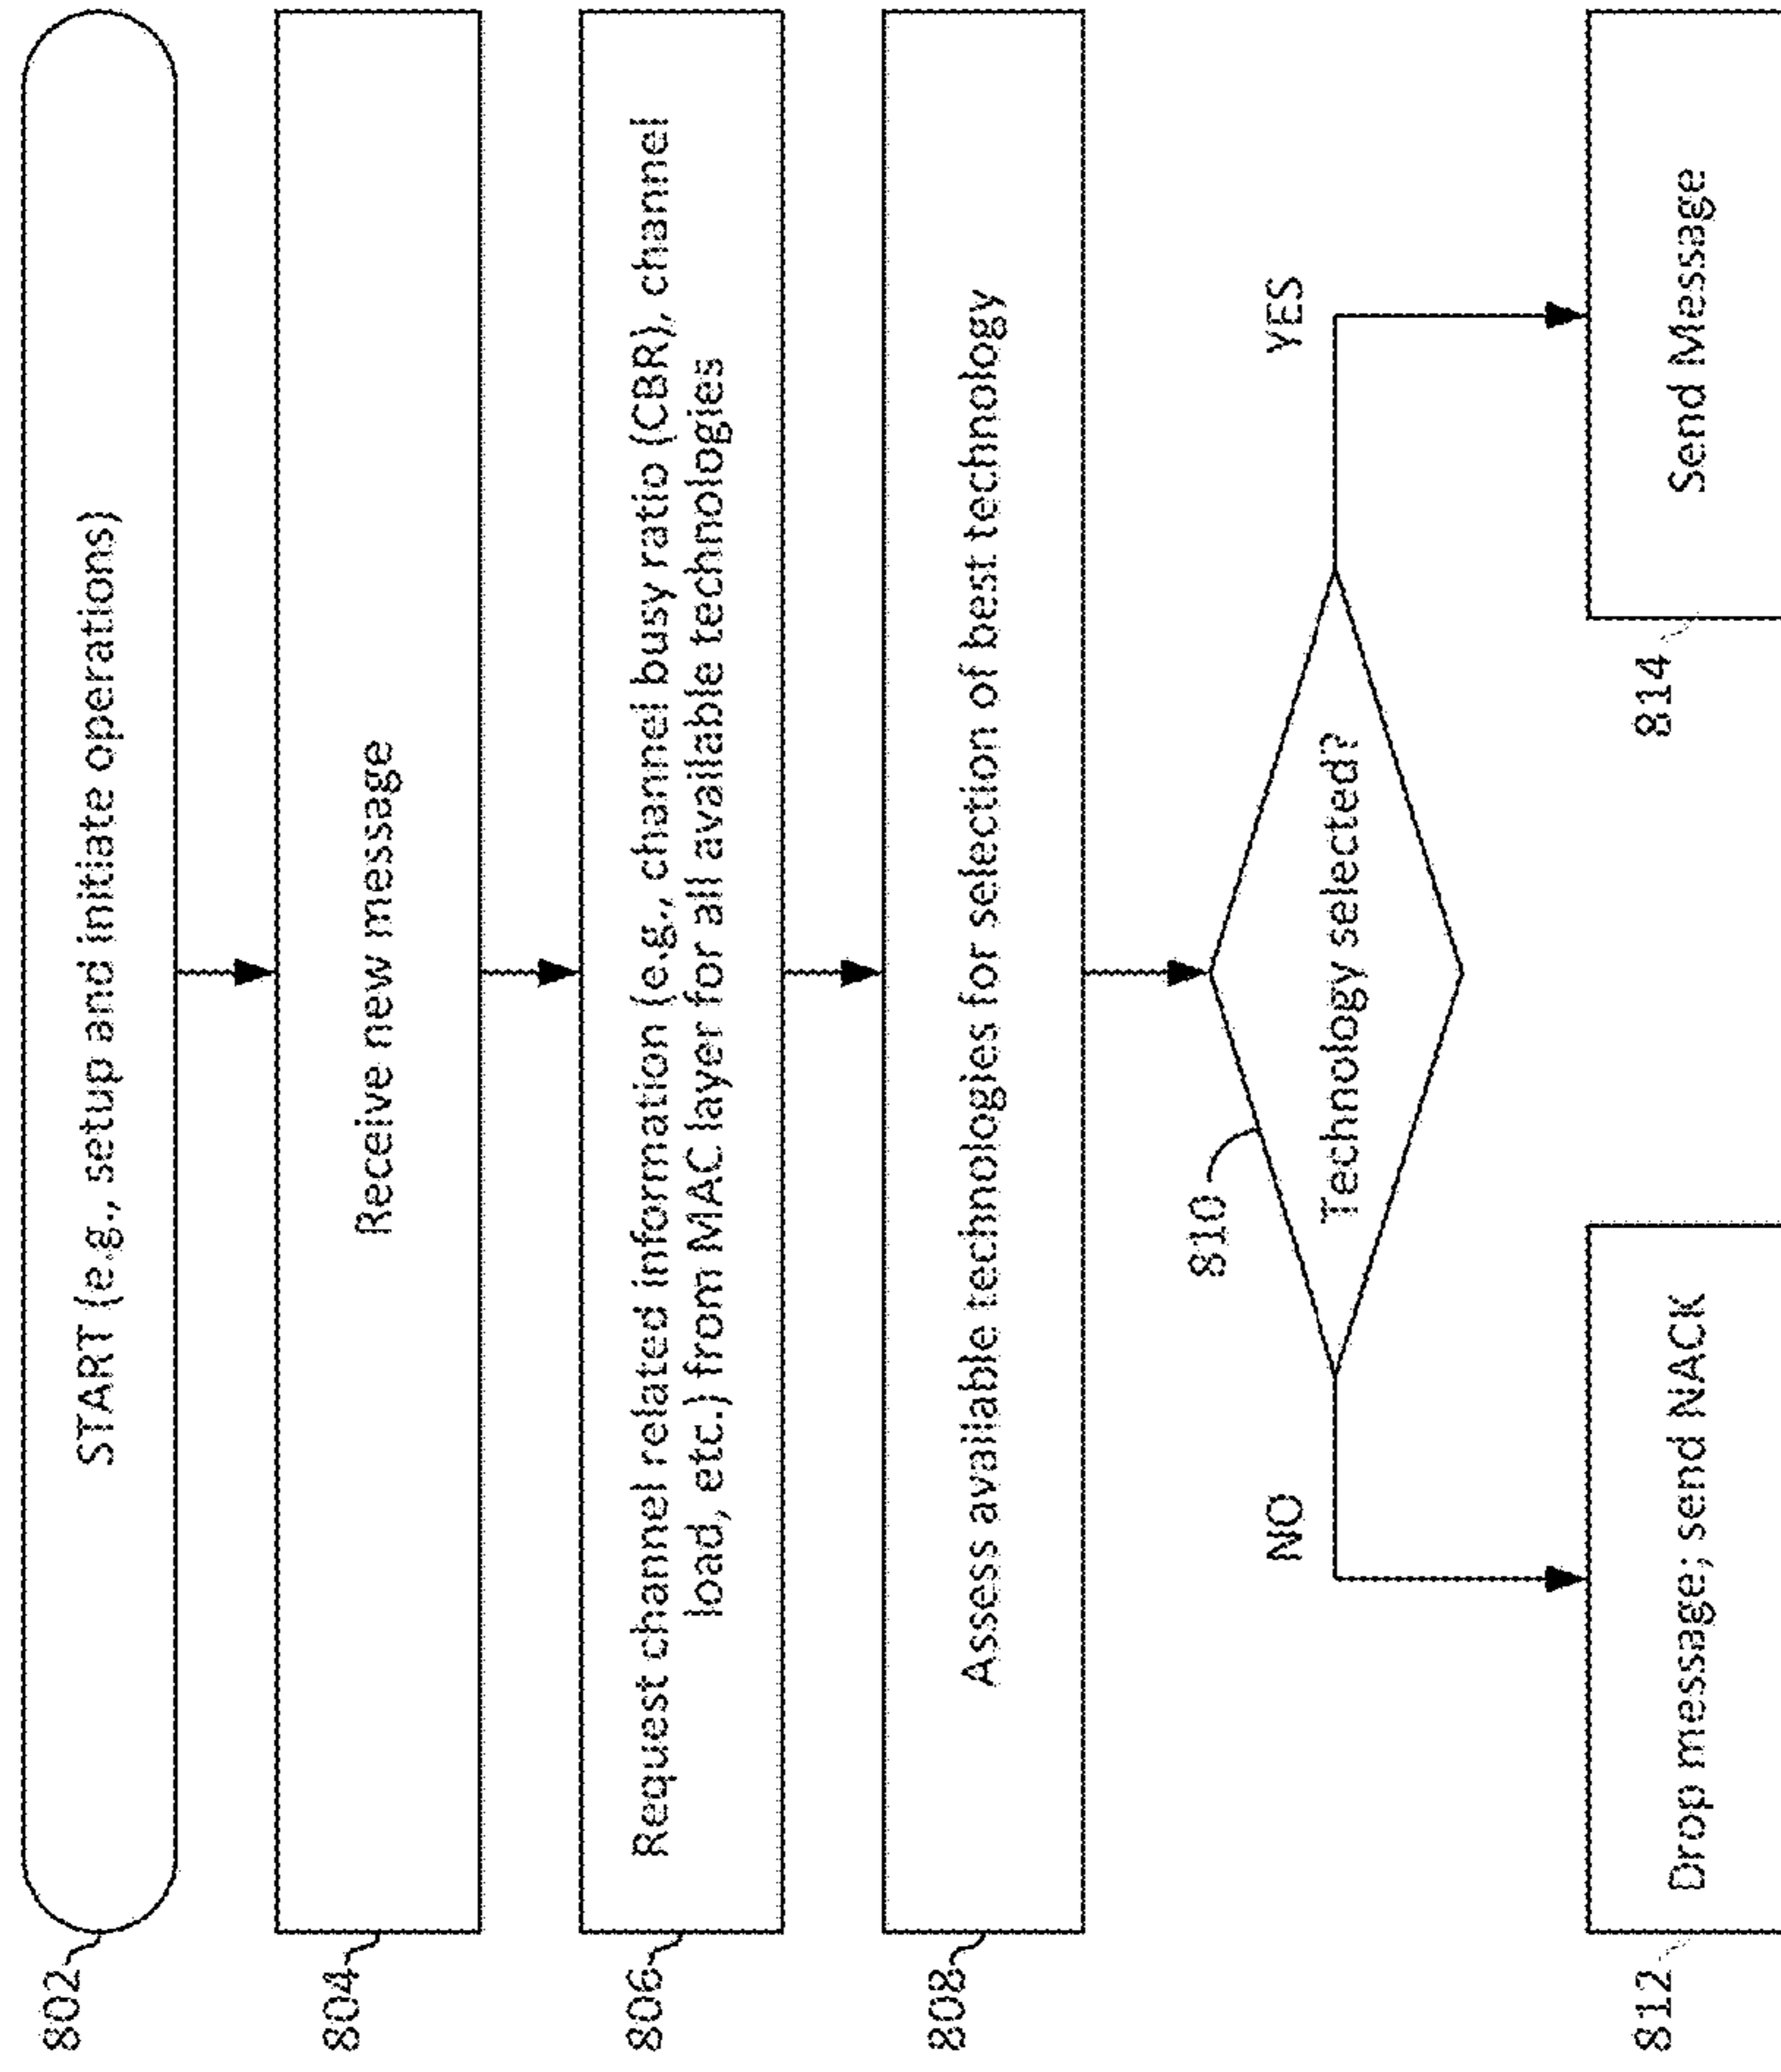 802
START (e.g., setup and initiate operations)
804
Receive new message
806
Request channel related information (e.g., channel busy ratio (CBR), channel
load, etc.) from MAC layer for all available technologies
808
Assess available technologies for selection of best technology
810
Technology selected?
NO
YES
812
Drop message; send NACK
814
Send Message